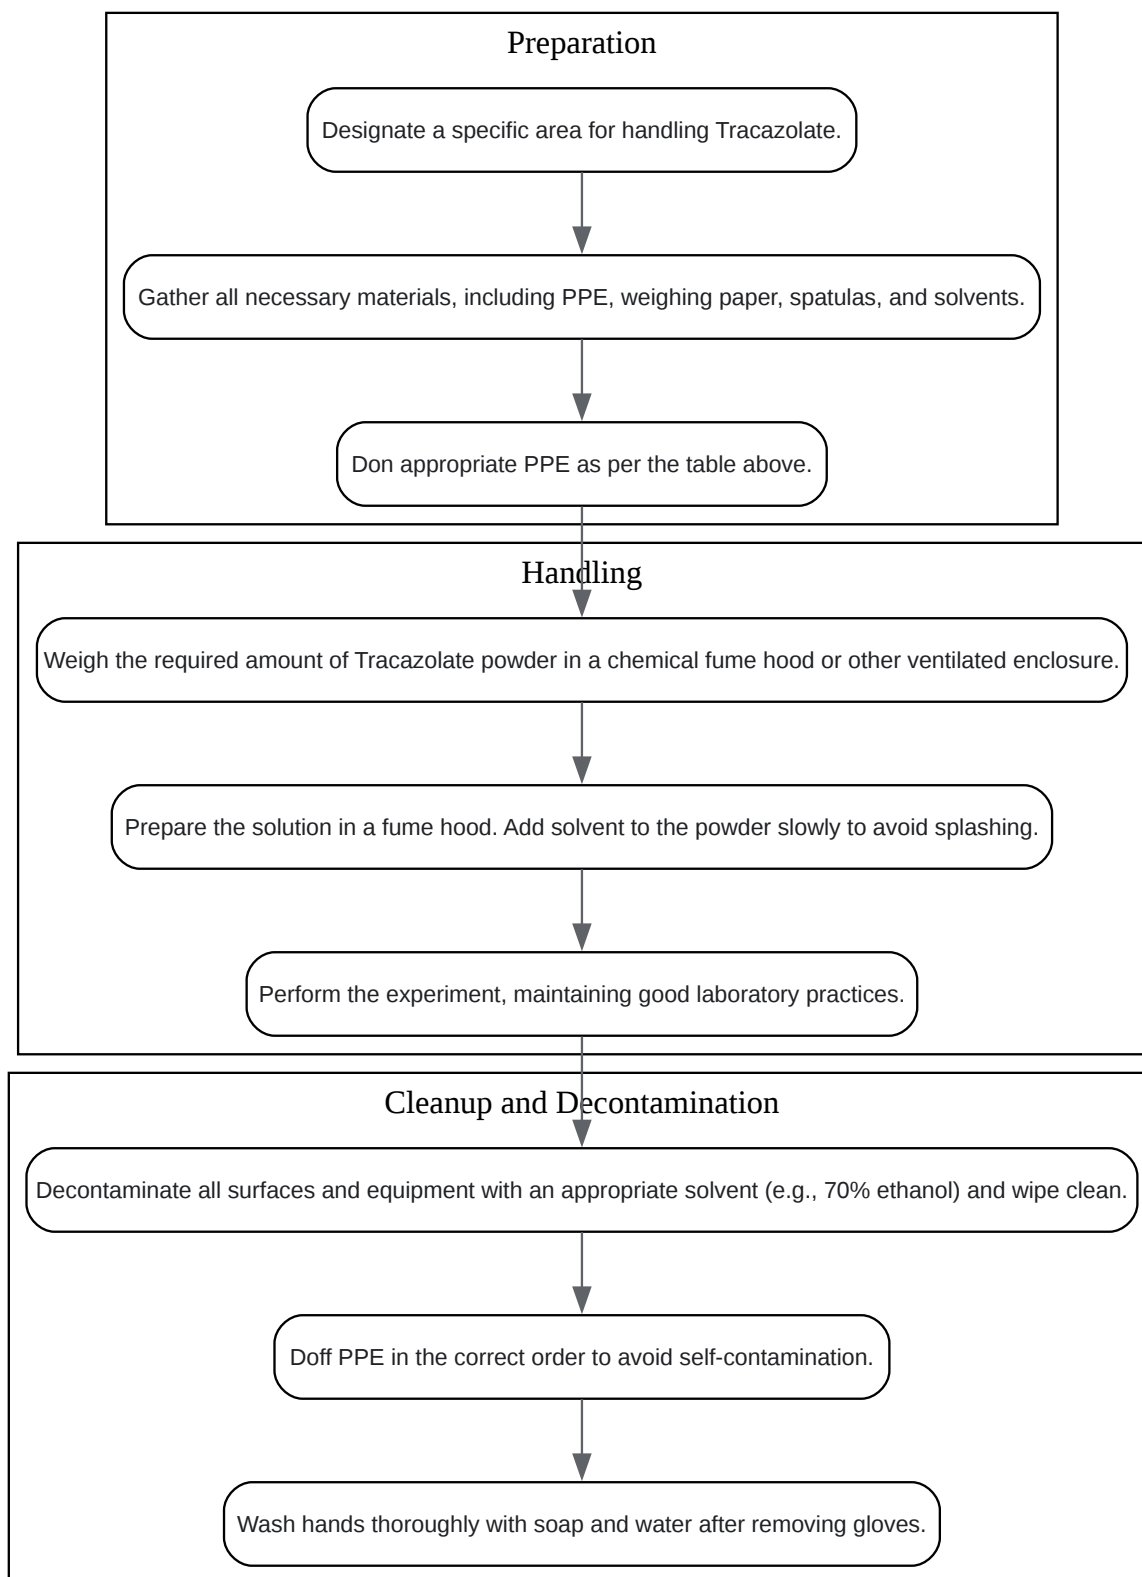 Preparation
Designate a specific area for handling Tracazolate.
Gather all necessary materials, including PPE, weighing paper, spatulas, and solvents.
Don appropriate PPE as per the table above.
Handling
Weigh the required amount of Tracazolate powder in a chemical fume hood or other ventilated enclosure.
Prepare the solution in a fume hood. Add solvent to the powder slowly to avoid splashing.
Perform the experiment, maintaining good laboratory practices.
Cleanup and Decontamination
Decontaminate all surfaces and equipment with an appropriate solvent (e.g., 70% ethanol) and wipe clean.
Doff PPE in the correct order to avoid self-contamination.
Wash hands thoroughly with soap and water after removing gloves.